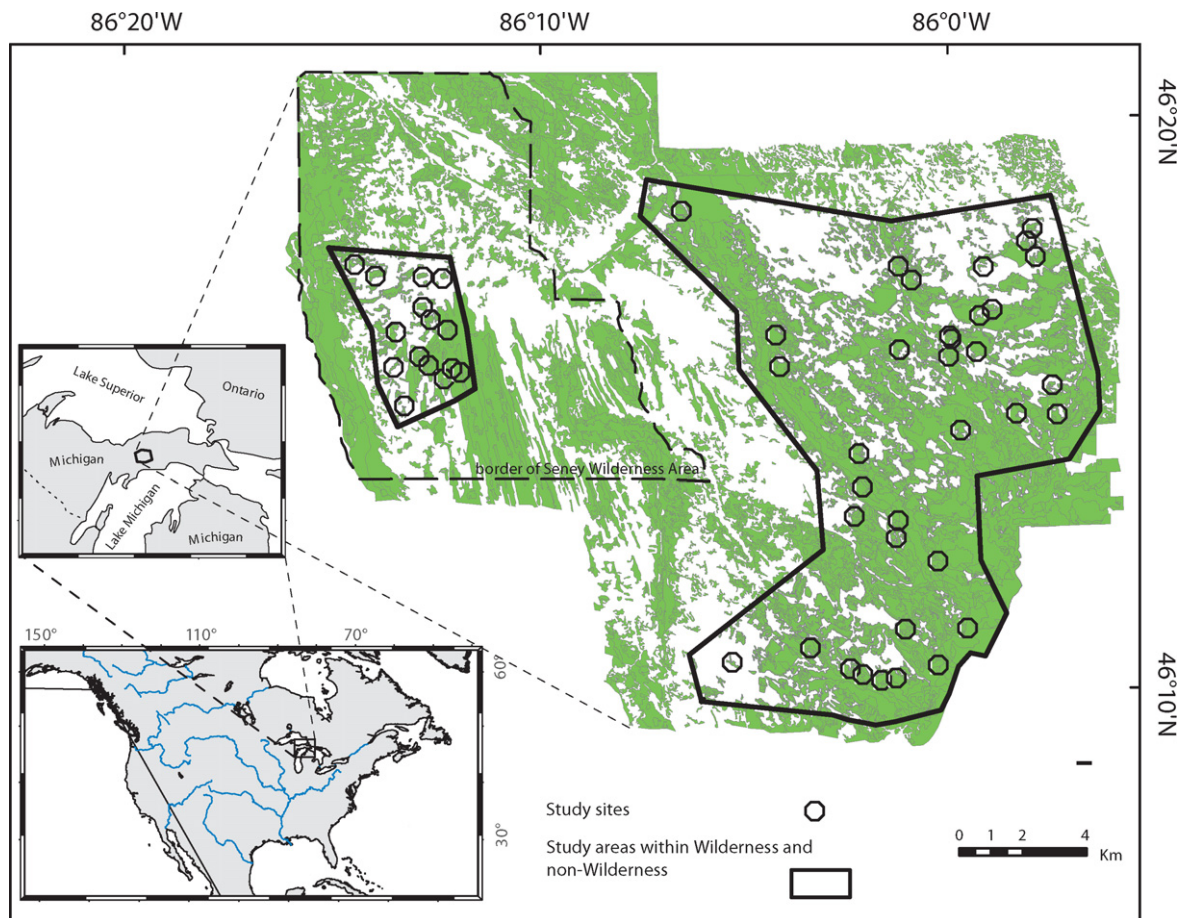 86°20'W
86°10'W
86°0'W
46°20'N
border of Seney Wilderness Area
Lake Superior
Ontario
Michigan
Lake Michigan
Michigan
150°
110°
70°
60°
30°
46°10'N
Study sites
Study areas within Wilderness and
non-Wilderness
0 1 2 4
Km